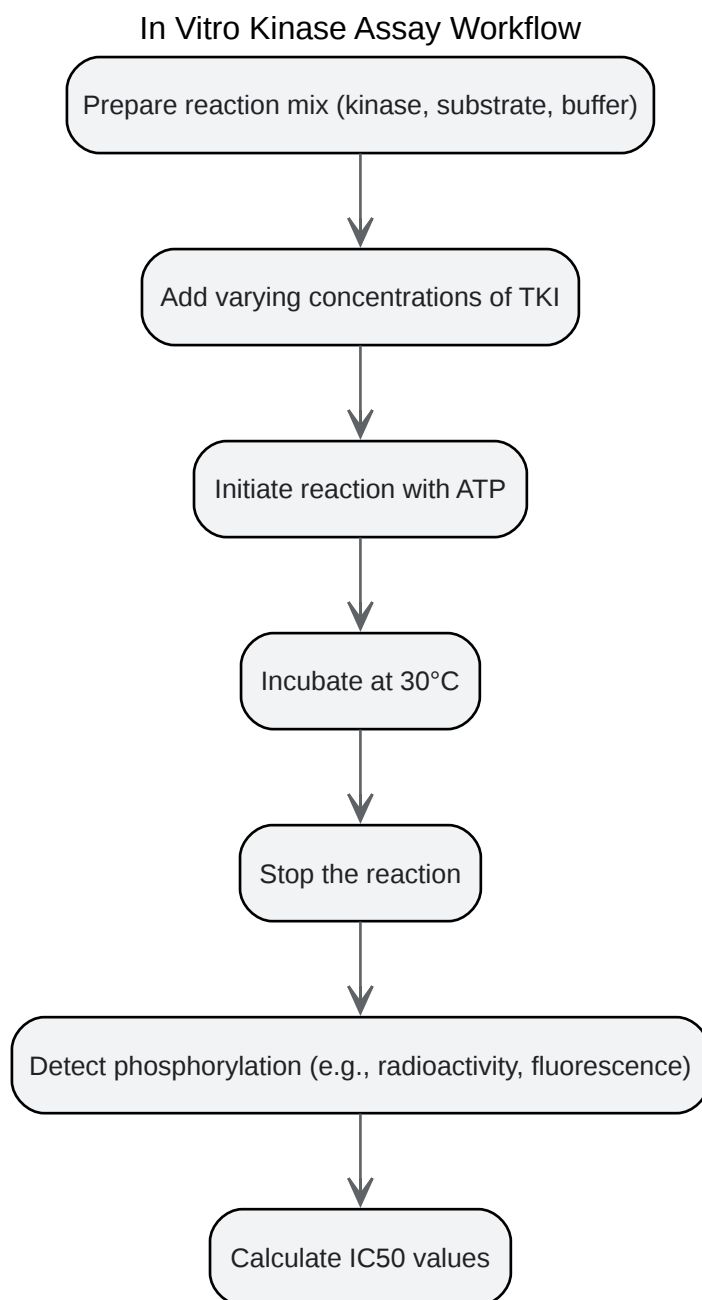 In Vitro Kinase Assay Workflow
Prepare reaction mix (kinase, substrate, buffer)
Add varying concentrations of TKI
Initiate reaction with ATP
Incubate at 30°C
Stop the reaction
Detect phosphorylation (e.g., radioactivity, fluorescence)
Calculate IC50 values